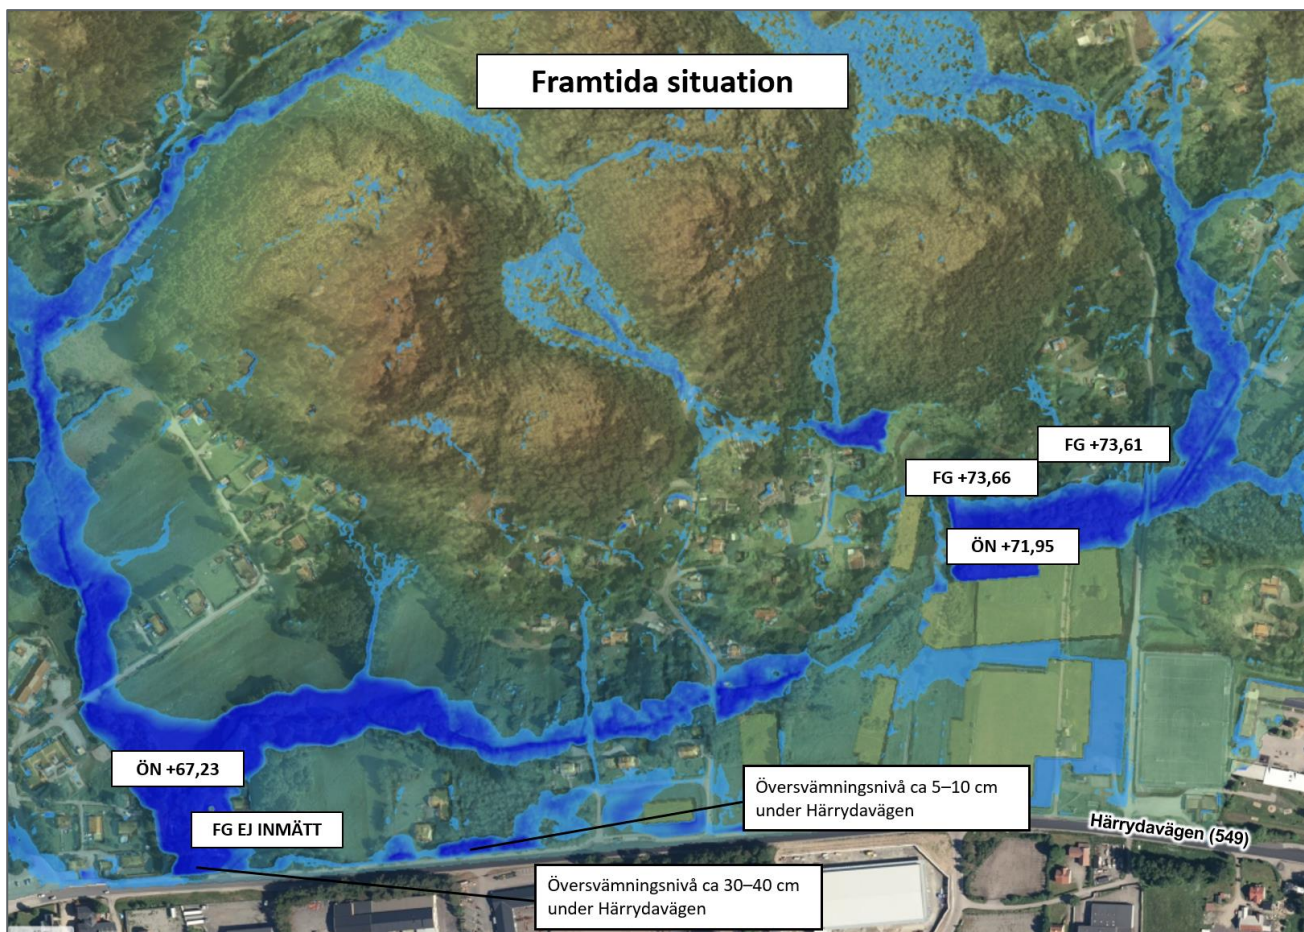 Framtida situation
FG +73,61
FG +73,66
ÖN +71,95
ÖN +67,23
Översvämningsnivå ca 5–10 cm
under Härrydavägen
FG EJ INMÄTT
Härrydavägen (549)
Översvämningsnivå ca 30–40 cm
under Härrydavägen